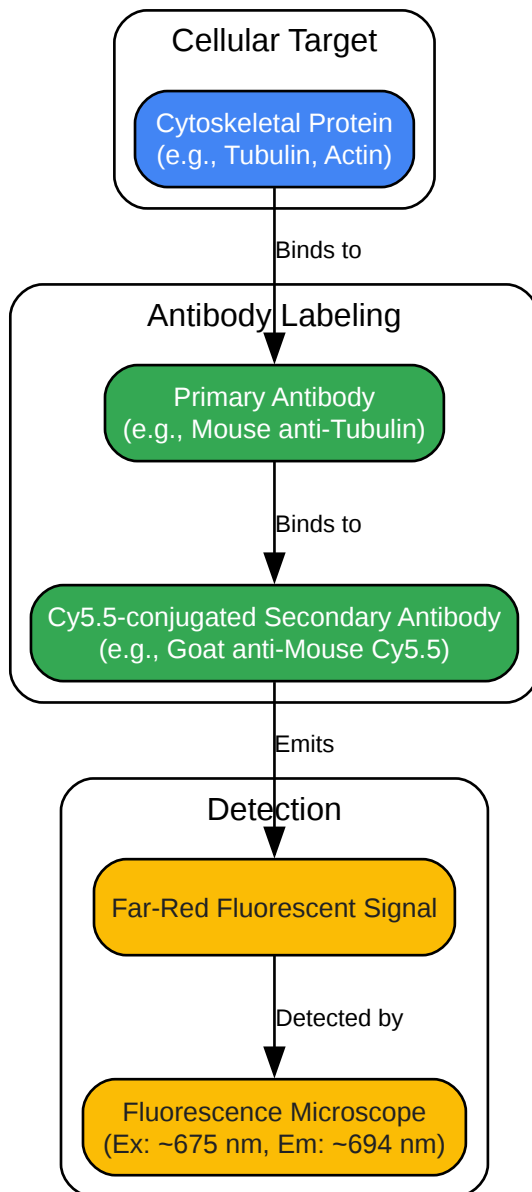 Cellular Target
Cytoskeletal Protein
(e.g., Tubulin, Actin)
Binds to
Antibody Labeling
Primary Antibody
(e.g., Mouse anti-Tubulin)
Binds to
Cy5.5-conjugated Secondary Antibody
(e.g., Goat anti-Mouse Cy5.5)
Emits
Detection
Far-Red Fluorescent Signal
Detected by
Fluorescence Microscope
(Ex: ~675 nm, Em: ~694 nm)